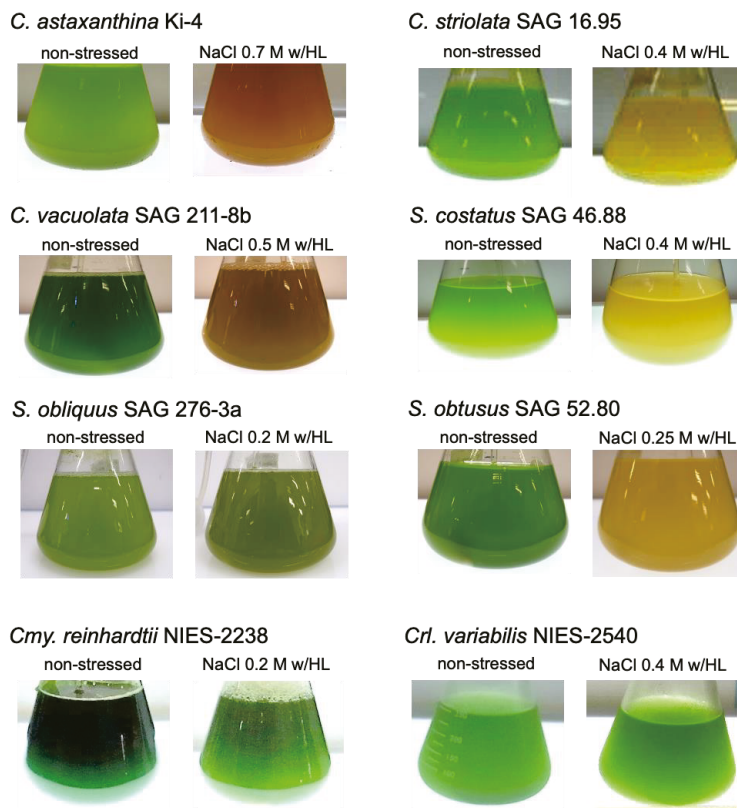 C. astaxanthina Ki-4
non-stressed
NaCl 0.7 M w/HL
C. striolata SAG 16.95
non-stressed
NaCl 0.4 M w/HL
C. vacuolata SAG 211-8b
non-stressed
NaCl 0.5 M w/HL
S. costatus SAG 46.88
non-stressed
NaCl 0.4 M w/HL
S. obliquus SAG 276-3a
non-stressed
NaCl 0.2 M w/HL
S. obtusus SAG 52.80
non-stressed
NaCl 0.25 M w/HL
Cmy. reinhardtii NIES-2238
non-stressed
NaCl 0.2 M w/HL
Crl. variabilis NIES-2540
non-stressed
NaCl 0.4 M w/HL